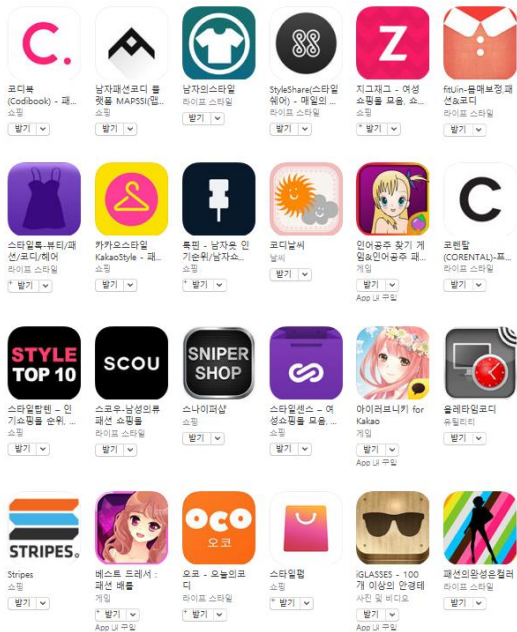 C.
88
Z
코디북
(Codibook) - 패...
쇼핑
받기
남자패션코디 플
랫폼 MAPSSI(맵...
쇼핑
받기
남자의스타일
라이프 스타일
받기
StyleShare(스타일
쉐어) - 매일의 ...
라이프 스타일
받기
지그재그 - 여성
쇼핑몰 모음, 쇼...
쇼핑
+ 받기
fitUin-몸매보정패
션&코디
라이프 스타일
받기
C
스타일톡-뷰티/패
션/코디/헤어
라이프 스타일
+ 받기
카카오스타일
KakaoStyle - 패...
쇼핑
받기
룩핀 - 남자옷 인
기순위/남자쇼...
쇼핑
+ 받기
코디날씨
날씨
받기
인어공주 찾기 게
임&인어공주 패...
게임
+ 받기
App 내 구입
코렌탈
(CORENTAL)-프...
라이프 스타일
받기
STYLE
TOP 10
SCOU
SNIPER
SHOP
스타일탑텐 – 인
기쇼핑몰 순위, ...
쇼핑
받기
스코우-남성의류
패션 쇼핑몰
라이프 스타일
받기
스나이퍼샵
쇼핑
받기
스타일센스 – 여
성쇼핑몰 모음, ...
쇼핑
받기
아이러브니키 for
Kakao
게임
받기
App 내 구입
올레타임코디
유틸리티
받기
STRIPES.
oco
오코
Stripes
쇼핑
받기
베스트 드레서 :
패션 배틀
게임
+ 받기
App 내 구입
오코 - 오늘의코
디
라이프 스타일
+ 받기
스타일펍
쇼핑
+ 받기
iGLASSES - 100
개 이상의 안경테
사진 및 비디오
받기
App 내 구입
패션의완성은컬러
라이프 스타일
받기